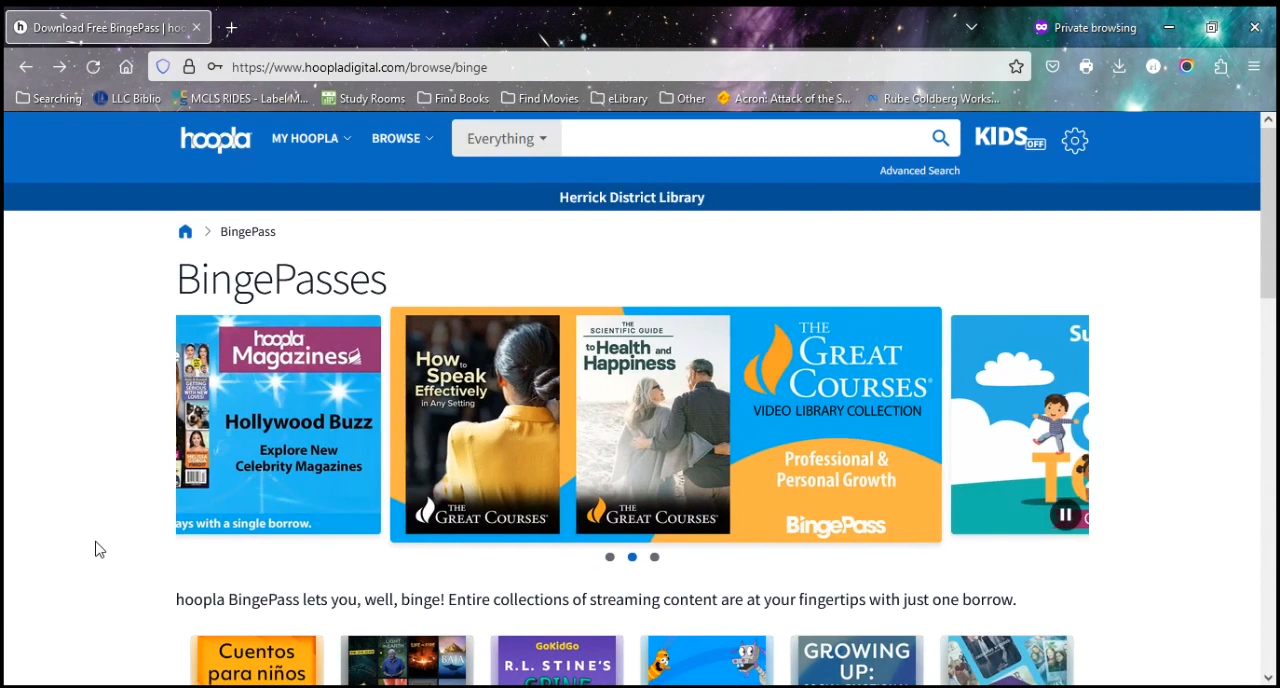 Download Free BingePass | hoo
Private browsing
https://www.hoopladigital.com/browse/binge
Searching
LLC Biblio
MCLS RIDES - Label M...
Study Rooms
Find Books
Find Movies
eLibrary
Other
Acron: Attack of the S...
Rube Goldberg Works...
hoopla
MY HOOPLA
BROWSE
Everything
KIDS OFF
Advanced Search
Herrick District Library
BingePass
BingePasses
hoopla
Magazines
Hollywood Buzz
Explore New
Celebrity Magazines
ays with a single borrow.
How to
Speak
Effectively
in Any Setting
THE
GREAT COURSES®
THE
SCIENTIFIC GUIDE
to Health and
Happiness
THE
GREAT COURSES®
THE
GREAT
COURSES®
VIDEO LIBRARY COLLECTION
Professional &
Personal Growth
BingePass
Su
T
hoopla BingePass lets you, well, binge! Entire collections of streaming content are at your fingertips with just one borrow.
Cuentos
para niños
BAJA
GoKidGo
R.L. STINE'S
GROWING
UP: